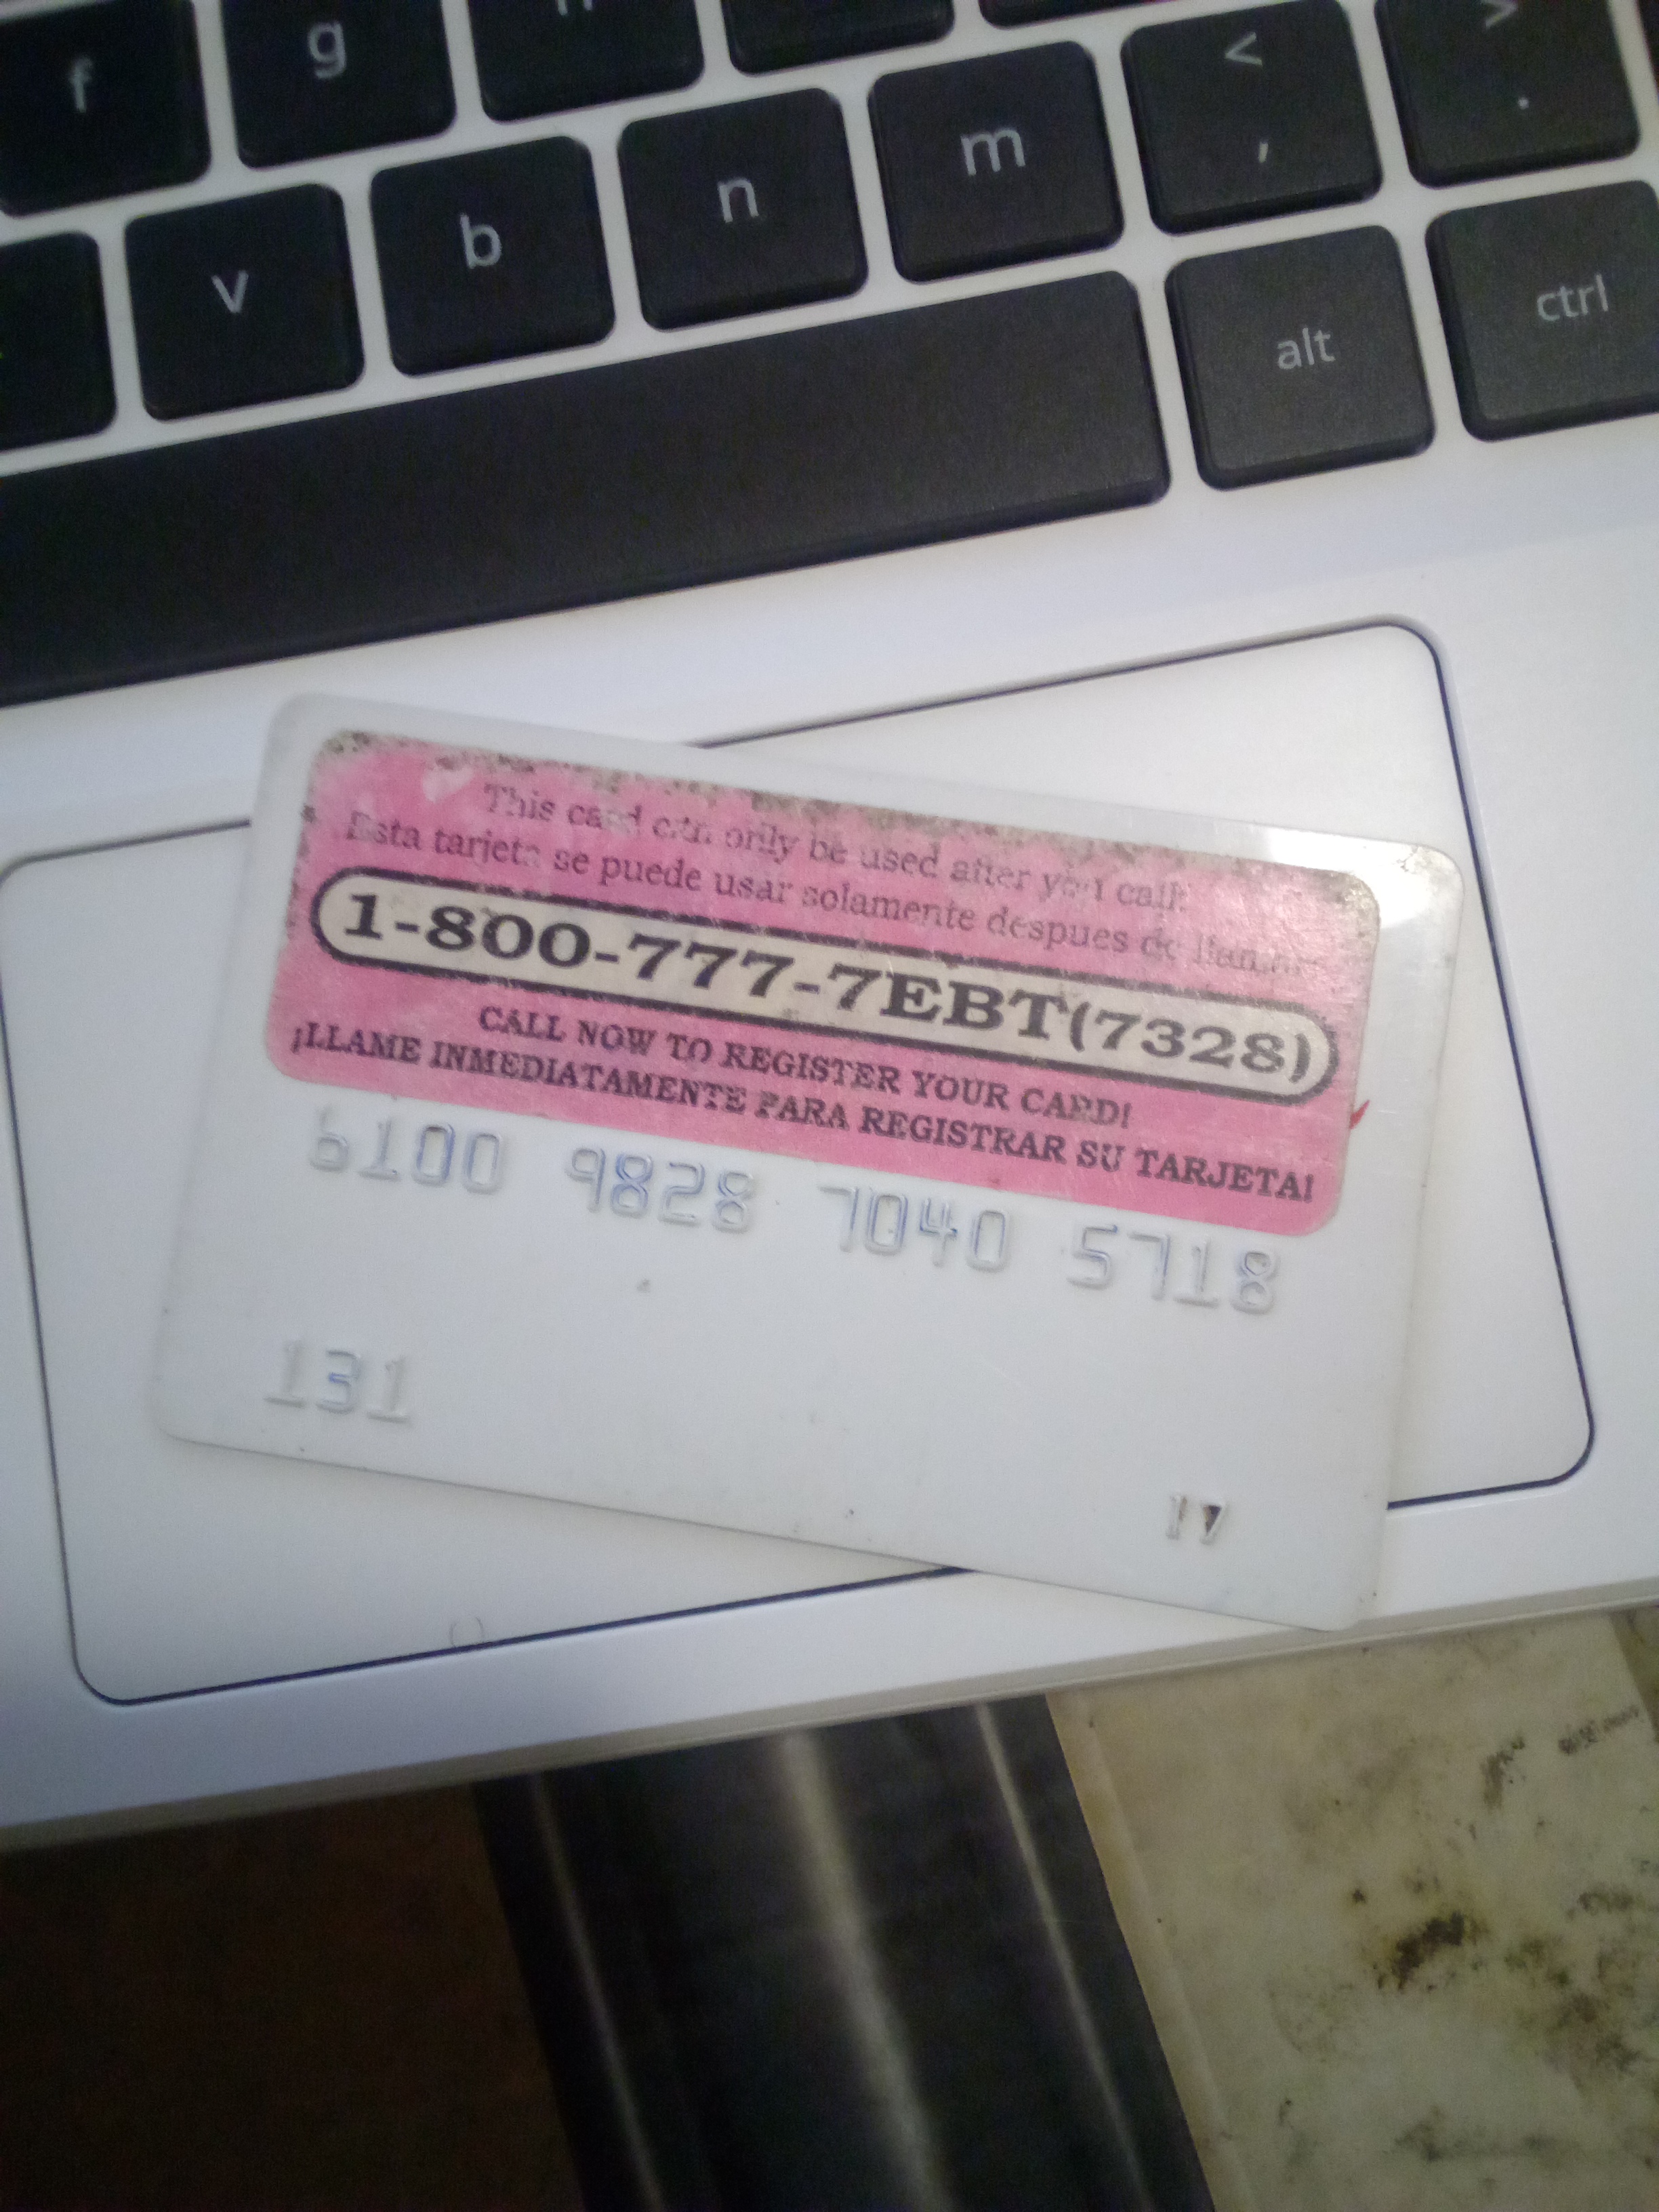 f g
v b n m < , > .
alt ctrl
This card can only be used after you call:
Esta tarjeta se puede usar solamente despues de
1-800-777-7EBT(7328)
CALL NOW TO REGISTER YOUR CARD!
¡LLAME INMEDIATAMENTE PARA REGISTRAR SU TARJETA!
6100 9828 7040 5718
131
17